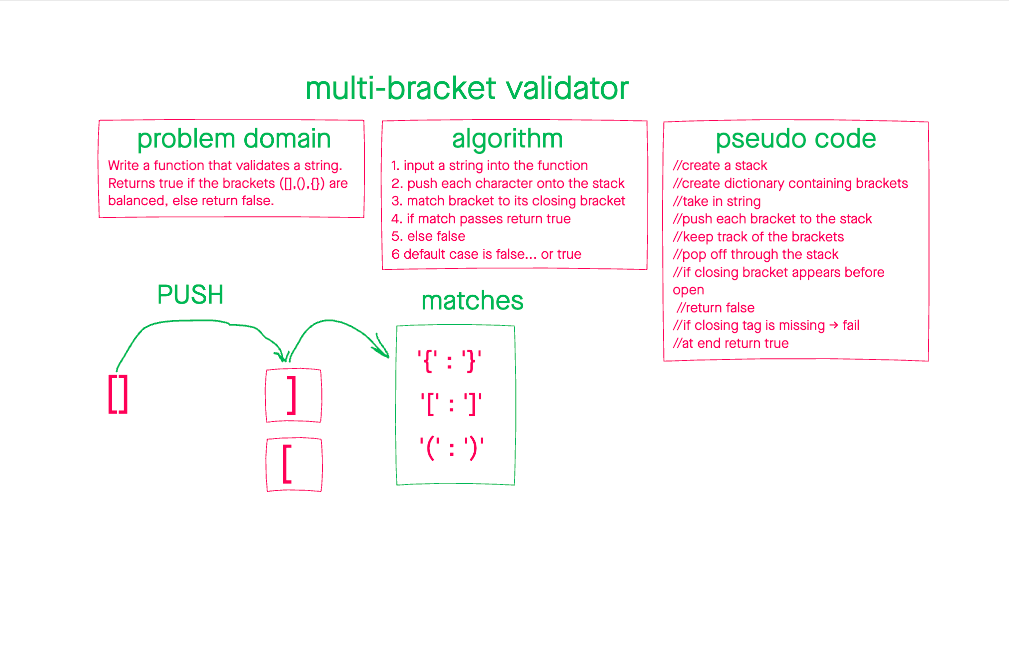 multi-bracket validator
problem domain
Write a function that validates a string.
Returns true if the brackets ([],(),{}) are
balanced, else return false.
algorithm
1. input a string into the function
2. push each character onto the stack
3. match bracket to its closing bracket
4. if match passes return true
5. else false
6 default case is false... or true
pseudo code
//create a stack
//create dictionary containing brackets
//take in string
//push each bracket to the stack
//keep track of the brackets
//pop off through the stack
//if closing bracket appears before
open
//return false
//if closing tag is missing → fail
//at end return true
PUSH
[]
]
[
matches
'{' : '}'
'[' : ']'
'(' : ')'